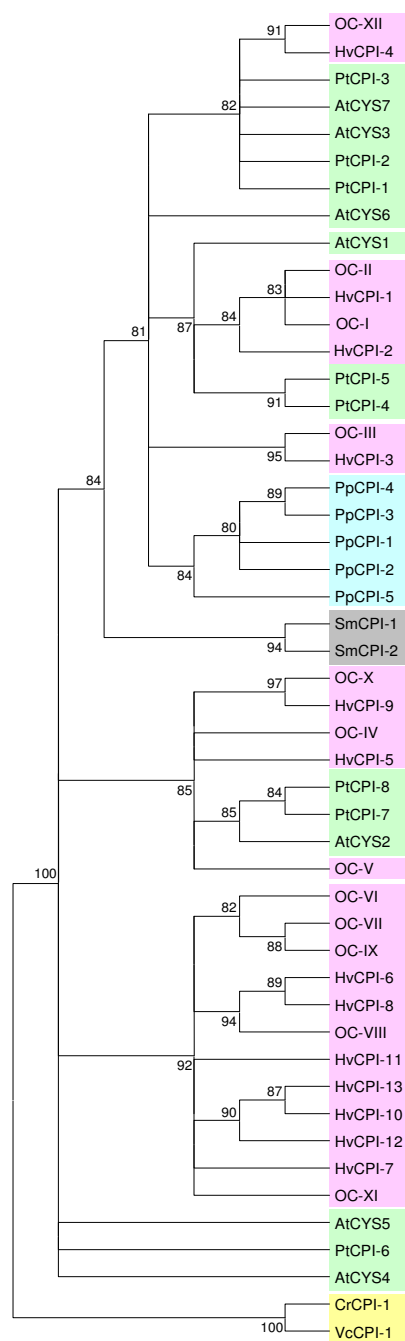 OC-XII
91
HvCPI-4
PtCPI-3
82
AtCYS7
AtCYS3
PtCPI-2
PtCPI-1
AtCYS6
AtCYS1
OC-II
83
HvCPI-1
84
OC-I
87
81
HvCPI-2
PtCPI-5
91
PtCPI-4
OC-III
95
HvCPI-3
84
89
PpCPI-4
PpCPI-3
80
PpCPI-1
84
PpCPI-2
PpCPI-5
SmCPI-1
94
SmCPI-2
97
OC-X
HvCPI-9
OC-IV
HvCPI-5
85
84
PtCPI-8
85
PtCPI-7
AtCYS2
100
OC-V
82
OC-VI
OC-VII
88
OC-IX
89
HvCPI-6
94
HvCPI-8
OC-VIII
92
HvCPI-11
87
HvCPI-13
90
HvCPI-10
HvCPI-12
HvCPI-7
OC-XI
AtCYS5
PtCPI-6
AtCYS4
CrCPI-1
100
VcCPI-1